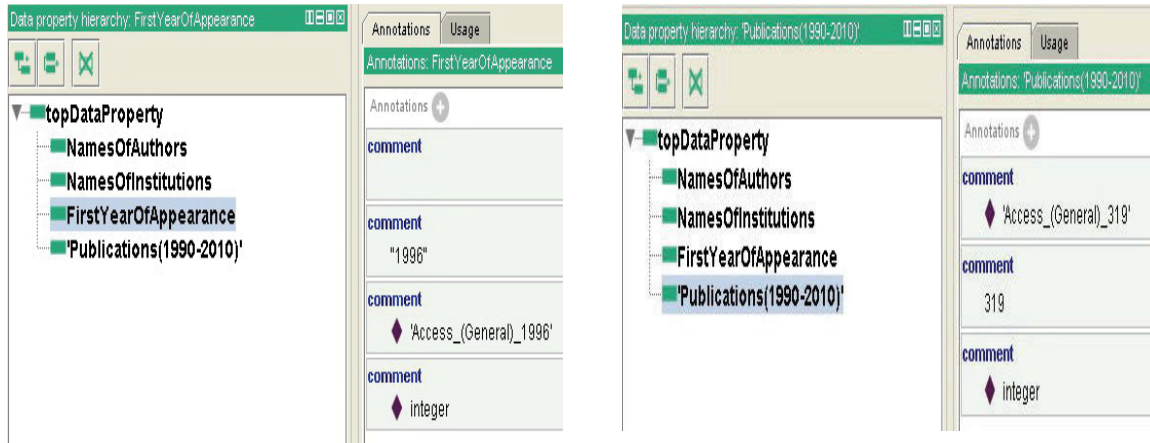 Data property hierarchy: FirstYearOfAppearance
topDataProperty
NamesOfAuthors
NamesOfInstitutions
FirstYearOfAppearance
'Publications(1990-2010)'
Annotations Usage
Annotations: FirstYearOfAppearance
Annotations
comment
comment
"1996"
comment
'Access_(General)_1996'
comment
integer
Data property hierarchy: 'Publications(1990-2010)'
topDataProperty
NamesOfAuthors
NamesOfInstitutions
FirstYearOfAppearance
'Publications(1990-2010)'
Annotations Usage
Annotations: 'Publications(1990-2010)'
Annotations
comment
'Access_(General)_319'
comment
319
comment
integer